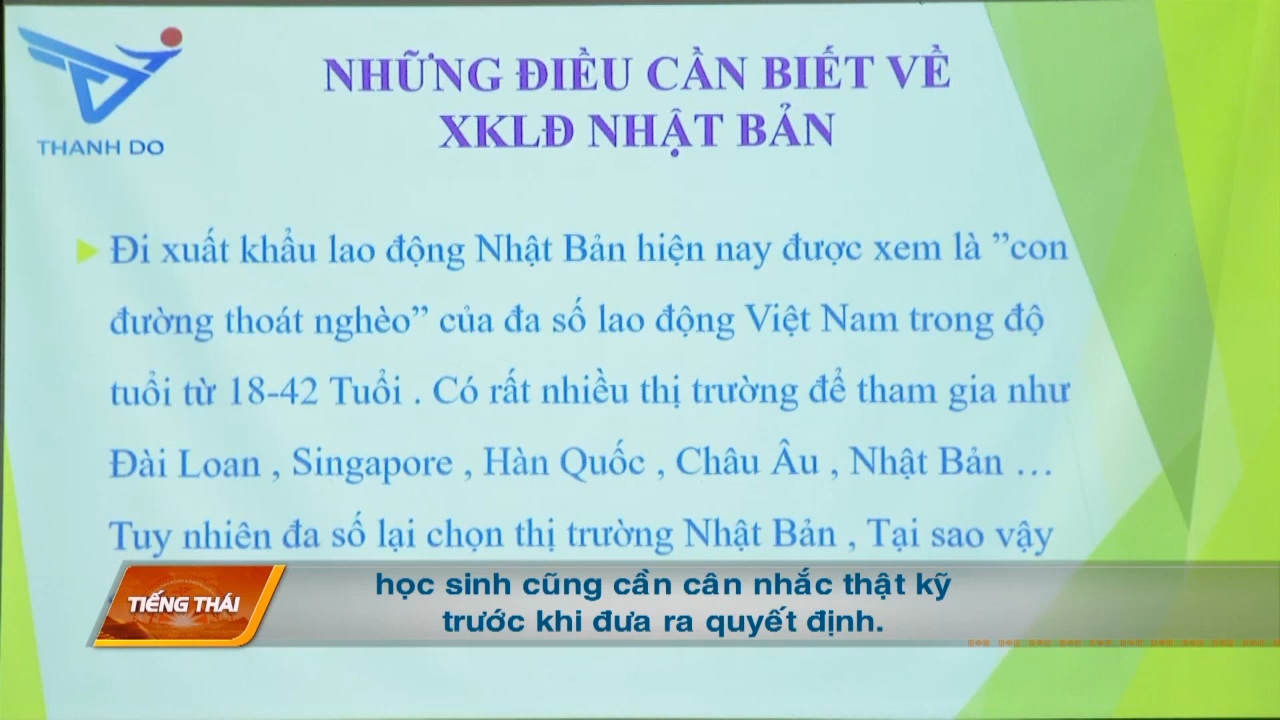 THANH DO
NHỮNG ĐIỀU CẦN BIẾT VỀ
XKLĐ NHẬT BẢN
Đi xuất khẩu lao động Nhật Bản hiện nay được xem là ”con
đường thoát nghèo” của đa số lao động Việt Nam trong độ
tuổi từ 18-42 Tuổi . Có rất nhiều thị trường để tham gia như
Đài Loan , Singapore , Hàn Quốc , Châu Âu , Nhật Bản …
Tuy nhiên đa số lại chọn thị trường Nhật Bản , Tại sao vậy
TIẾNG THÁI
học sinh cũng cần cân nhắc thật kỹ
trước khi đưa ra quyết định.